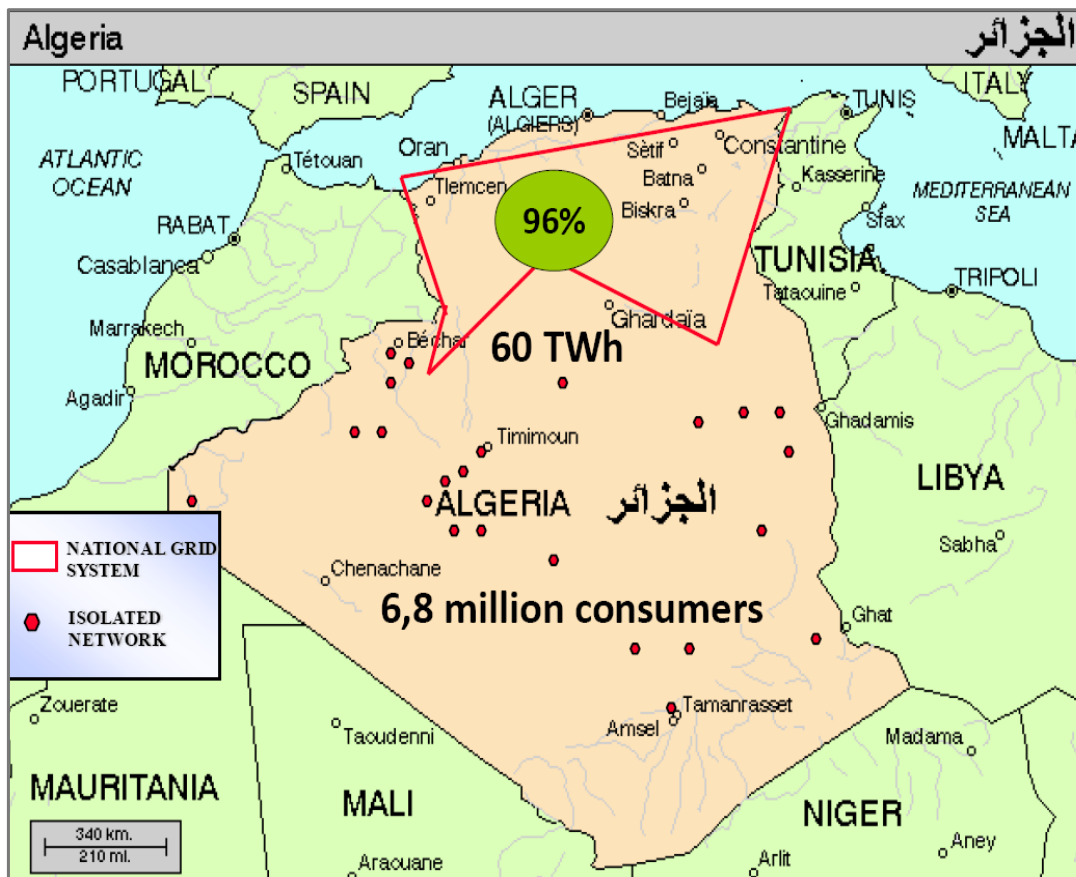 Algeria
الجزائر
PORTUGAL
SPAIN
ALGER
(ALGIERS)
Bejaïa
TUNIS
ITALY
MALTA
ATLANTIC
OCEAN
Tétouan
Oran
Tlemcen
Sètif
Constantine
Batna
Kasserine
Biskra
MEDITERRANEAN
SEA
96%
Sfax
RABAT
Casablanca
TUNISIA
Tataouine
TRIPOLI
Marrakech
Béchar
Ghardaïa
60 TWh
MOROCCO
Agadir
Ghadamis
Timimoun
LIBYA
ALGERIA
الجزائر
NATIONAL GRID
SYSTEM
Sabha
Chenachane
6,8 million consumers
ISOLATED
NETWORK
Ghat
Zouerate
Tamanrasset
Amsel
Taoudenni
Madama
MAURITANIA
MALI
NIGER
340 km.
210 mi.
Araouane
Arlit
Aney